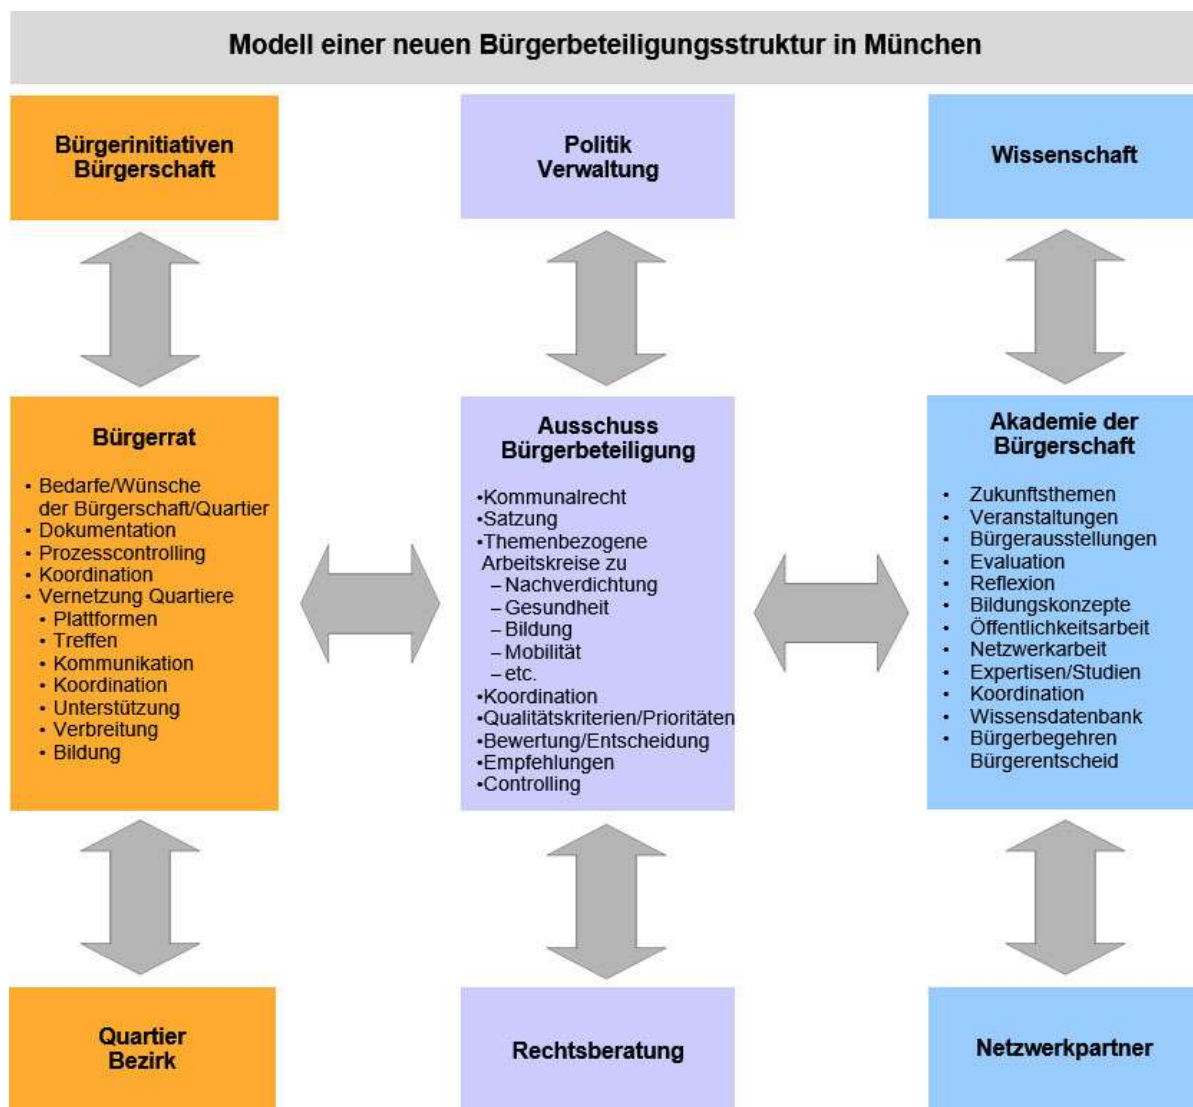 Modell einer neuen Bürgerbeteiligungsstruktur in München
Bürgerinitiativen
Bürgerschaft
Politik
Verwaltung
Wissenschaft
Bürgerrat
• Bedarfe/Wünsche
der Bürgerschaft/Quartier
• Dokumentation
• Prozesscontrolling
• Koordination
• Vernetzung Quartiere
• Plattformen
• Treffen
• Kommunikation
• Koordination
• Unterstützung
• Verbreitung
• Bildung
Ausschuss
Bürgerbeteiligung
•Kommunalrecht
•Satzung
•Themenbezogene
Arbeitskreise zu
– Nachverdichtung
– Gesundheit
– Bildung
– Mobilität
– etc.
•Koordination
•Qualitätskriterien/Prioritäten
•Bewertung/Entscheidung
•Empfehlungen
•Controlling
Akademie der
Bürgerschaft
• Zukunftsthemen
• Veranstaltungen
• Bürgerausstellungen
• Evaluation
• Reflexion
• Bildungskonzepte
• Öffentlichkeitsarbeit
• Netzwerkarbeit
• Expertisen/Studien
• Koordination
• Wissensdatenbank
• Bürgerbegehren
Bürgerentscheid
Quartier
Bezirk
Rechtsberatung
Netzwerkpartner